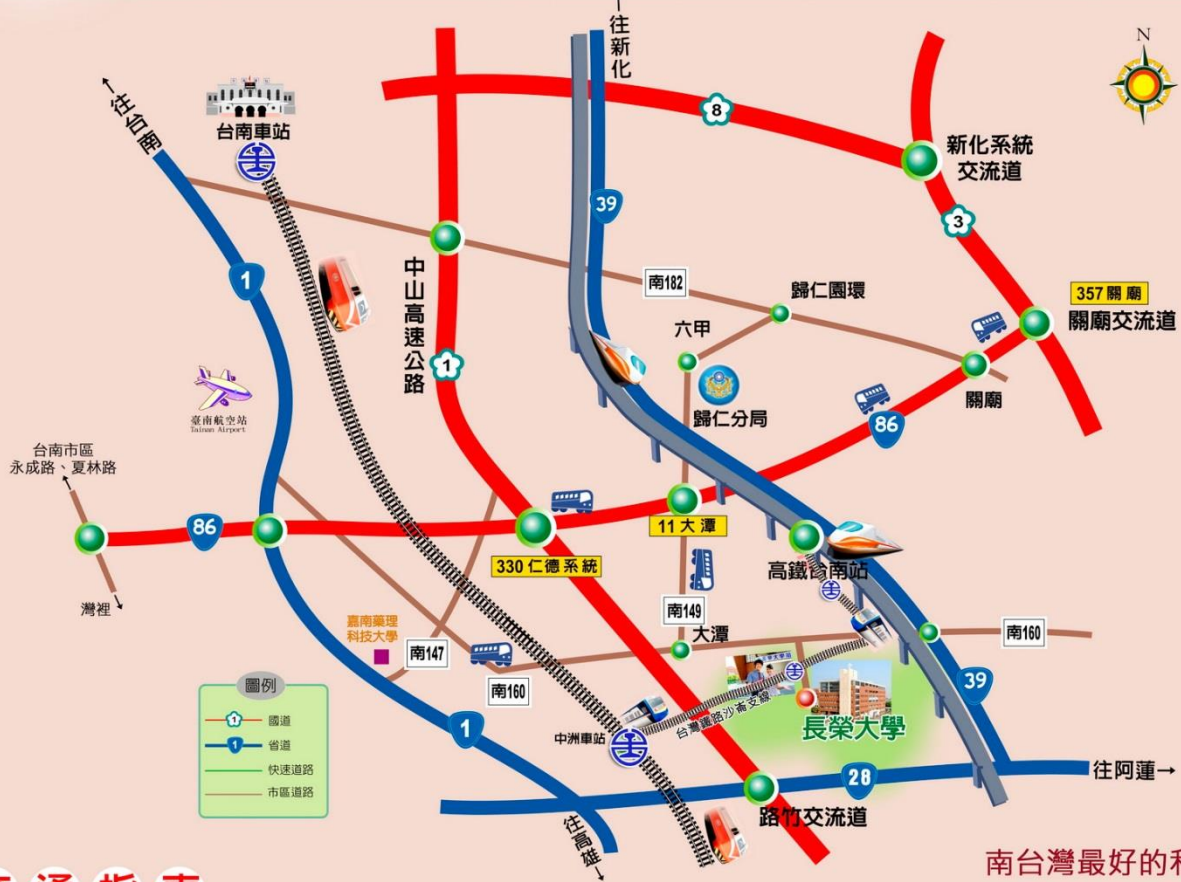 ↑往新化
N
↑往台南
台南車站
8
新化系統
交流道
39
3
1
中山高速公路
南182
歸仁園環
357 關廟
關廟交流道
六甲
1
臺南航空站
Tainan Airport
歸仁分局
關廟
86
台南市區
永成路、夏林路
86
11 大潭
330 仁德系統
高鐵台南站
灣裡
嘉南藥理
科技大學
南147
南149
大潭
南160
南160
圖例
1 國道
1 省道
快速道路
市區道路
39
台灣鐵路沙崙支線
長榮大學
1
中洲車站
28
往阿蓮→
路竹交流道
往高雄→
南台灣最好的
通指南